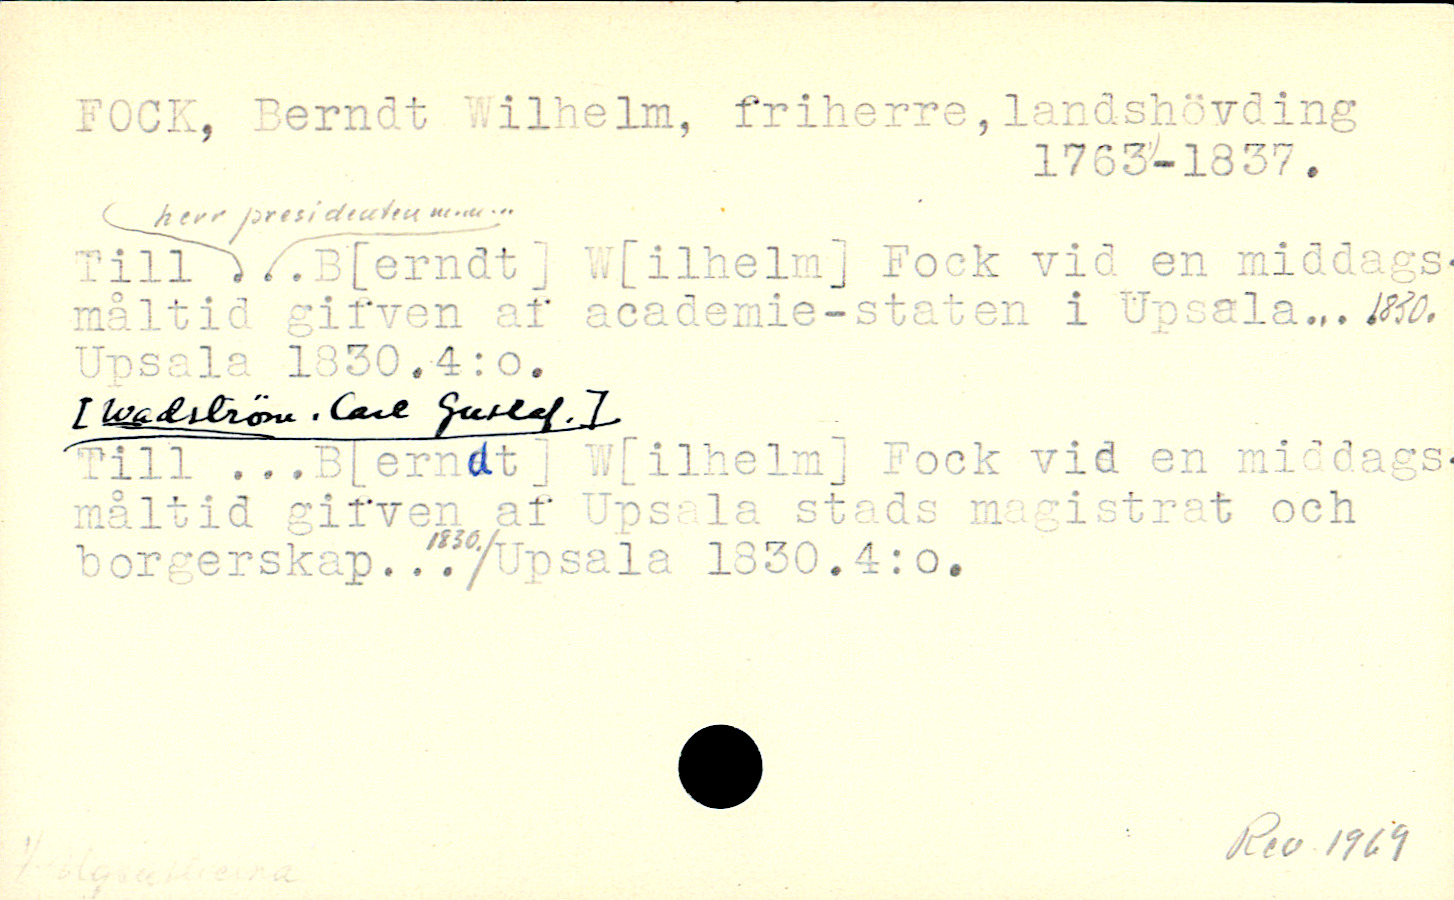 FOCK, Berndt Wilhelm, friherre, landshövding
1763¹⁾-1837.
herr presidenten m.m. ...
Till ...B[erndt] W[ilhelm] Fock vid en middags-
måltid gifven af academie-staten i Upsala... 1830.
Upsala 1830.4:o.
[Wadström, Carl Gustaf.]
Till ...B[erndt] W[ilhelm] Fock vid en middags-
måltid gifven af Upsala stads magistrat och
borgerskap... 1830./Upsala 1830.4:o.
Rev 1969
1/